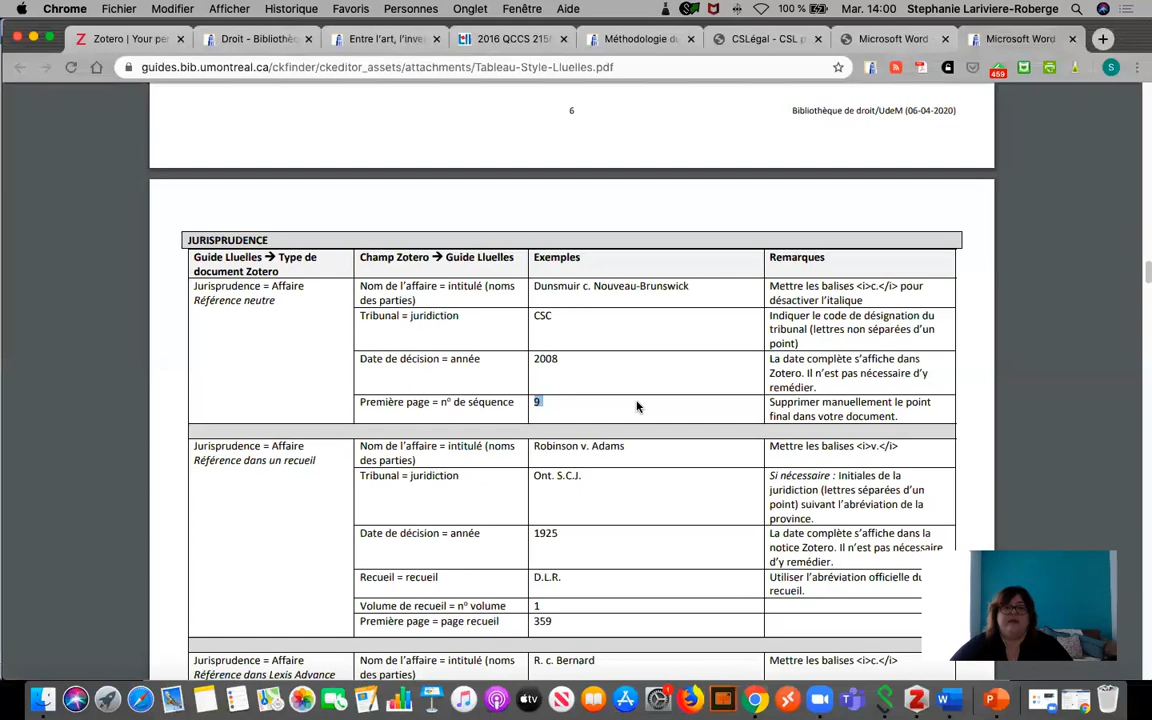 Chrome Fichier Modifier Afficher Historique Favoris Personnes Onglet Fenêtre Aide 100 % Mar. 14:00 Stephanie Lariviere-Roberge
Zotero | Your per Droit - Bibliothè Entre l'art, l'inve 2016 QCCS 215 Méthodologie du CSLégal - CSL p Microsoft Word Microsoft Word
guides.bib.umontreal.ca/ckfinder/ckeditor_assets/attachments/Tableau-Style-Lluelles.pdf 459 S
6 Bibliothèque de droit/UdeM (06-04-2020)
JURISPRUDENCE
Guide Lluelles → Type de document Zotero
Champ Zotero → Guide Lluelles
Exemples
Remarques
Jurisprudence = Affaire
Référence neutre
Nom de l'affaire = intitulé (noms
des parties)
Dunsmuir c. Nouveau-Brunswick
Mettre les balises <i>c.</i> pour
désactiver l'italique
Tribunal = juridiction
CSC
Indiquer le code de désignation du
tribunal (lettres non séparées d'un
point)
Date de décision = année
2008
La date complète s'affiche dans
Zotero. Il n'est pas nécessaire d'y
remédier.
Première page = nº de séquence
9
Supprimer manuellement le point
final dans votre document.
Jurisprudence = Affaire
Référence dans un recueil
Nom de l'affaire = intitulé (noms
des parties)
Robinson v. Adams
Mettre les balises <i>v.</i>
Tribunal = juridiction
Ont. S.C.J.
Si nécessaire : Initiales de la
juridiction (lettres séparées d'un
point) suivant l'abréviation de la
province.
Date de décision = année
1925
La date complète s'affiche dans la
notice Zotero. Il n'est pas nécessaire
d'y remédier.
Recueil = recueil
D.L.R.
Utiliser l'abréviation officielle du
recueil.
Volume de recueil = nº volume
1
Première page = page recueil
359
Jurisprudence = Affaire
Référence dans Lexis Advance
Nom de l'affaire = intitulé (noms
des parties)
R. c. Bernard
Mettre les balises <i>c.</i>